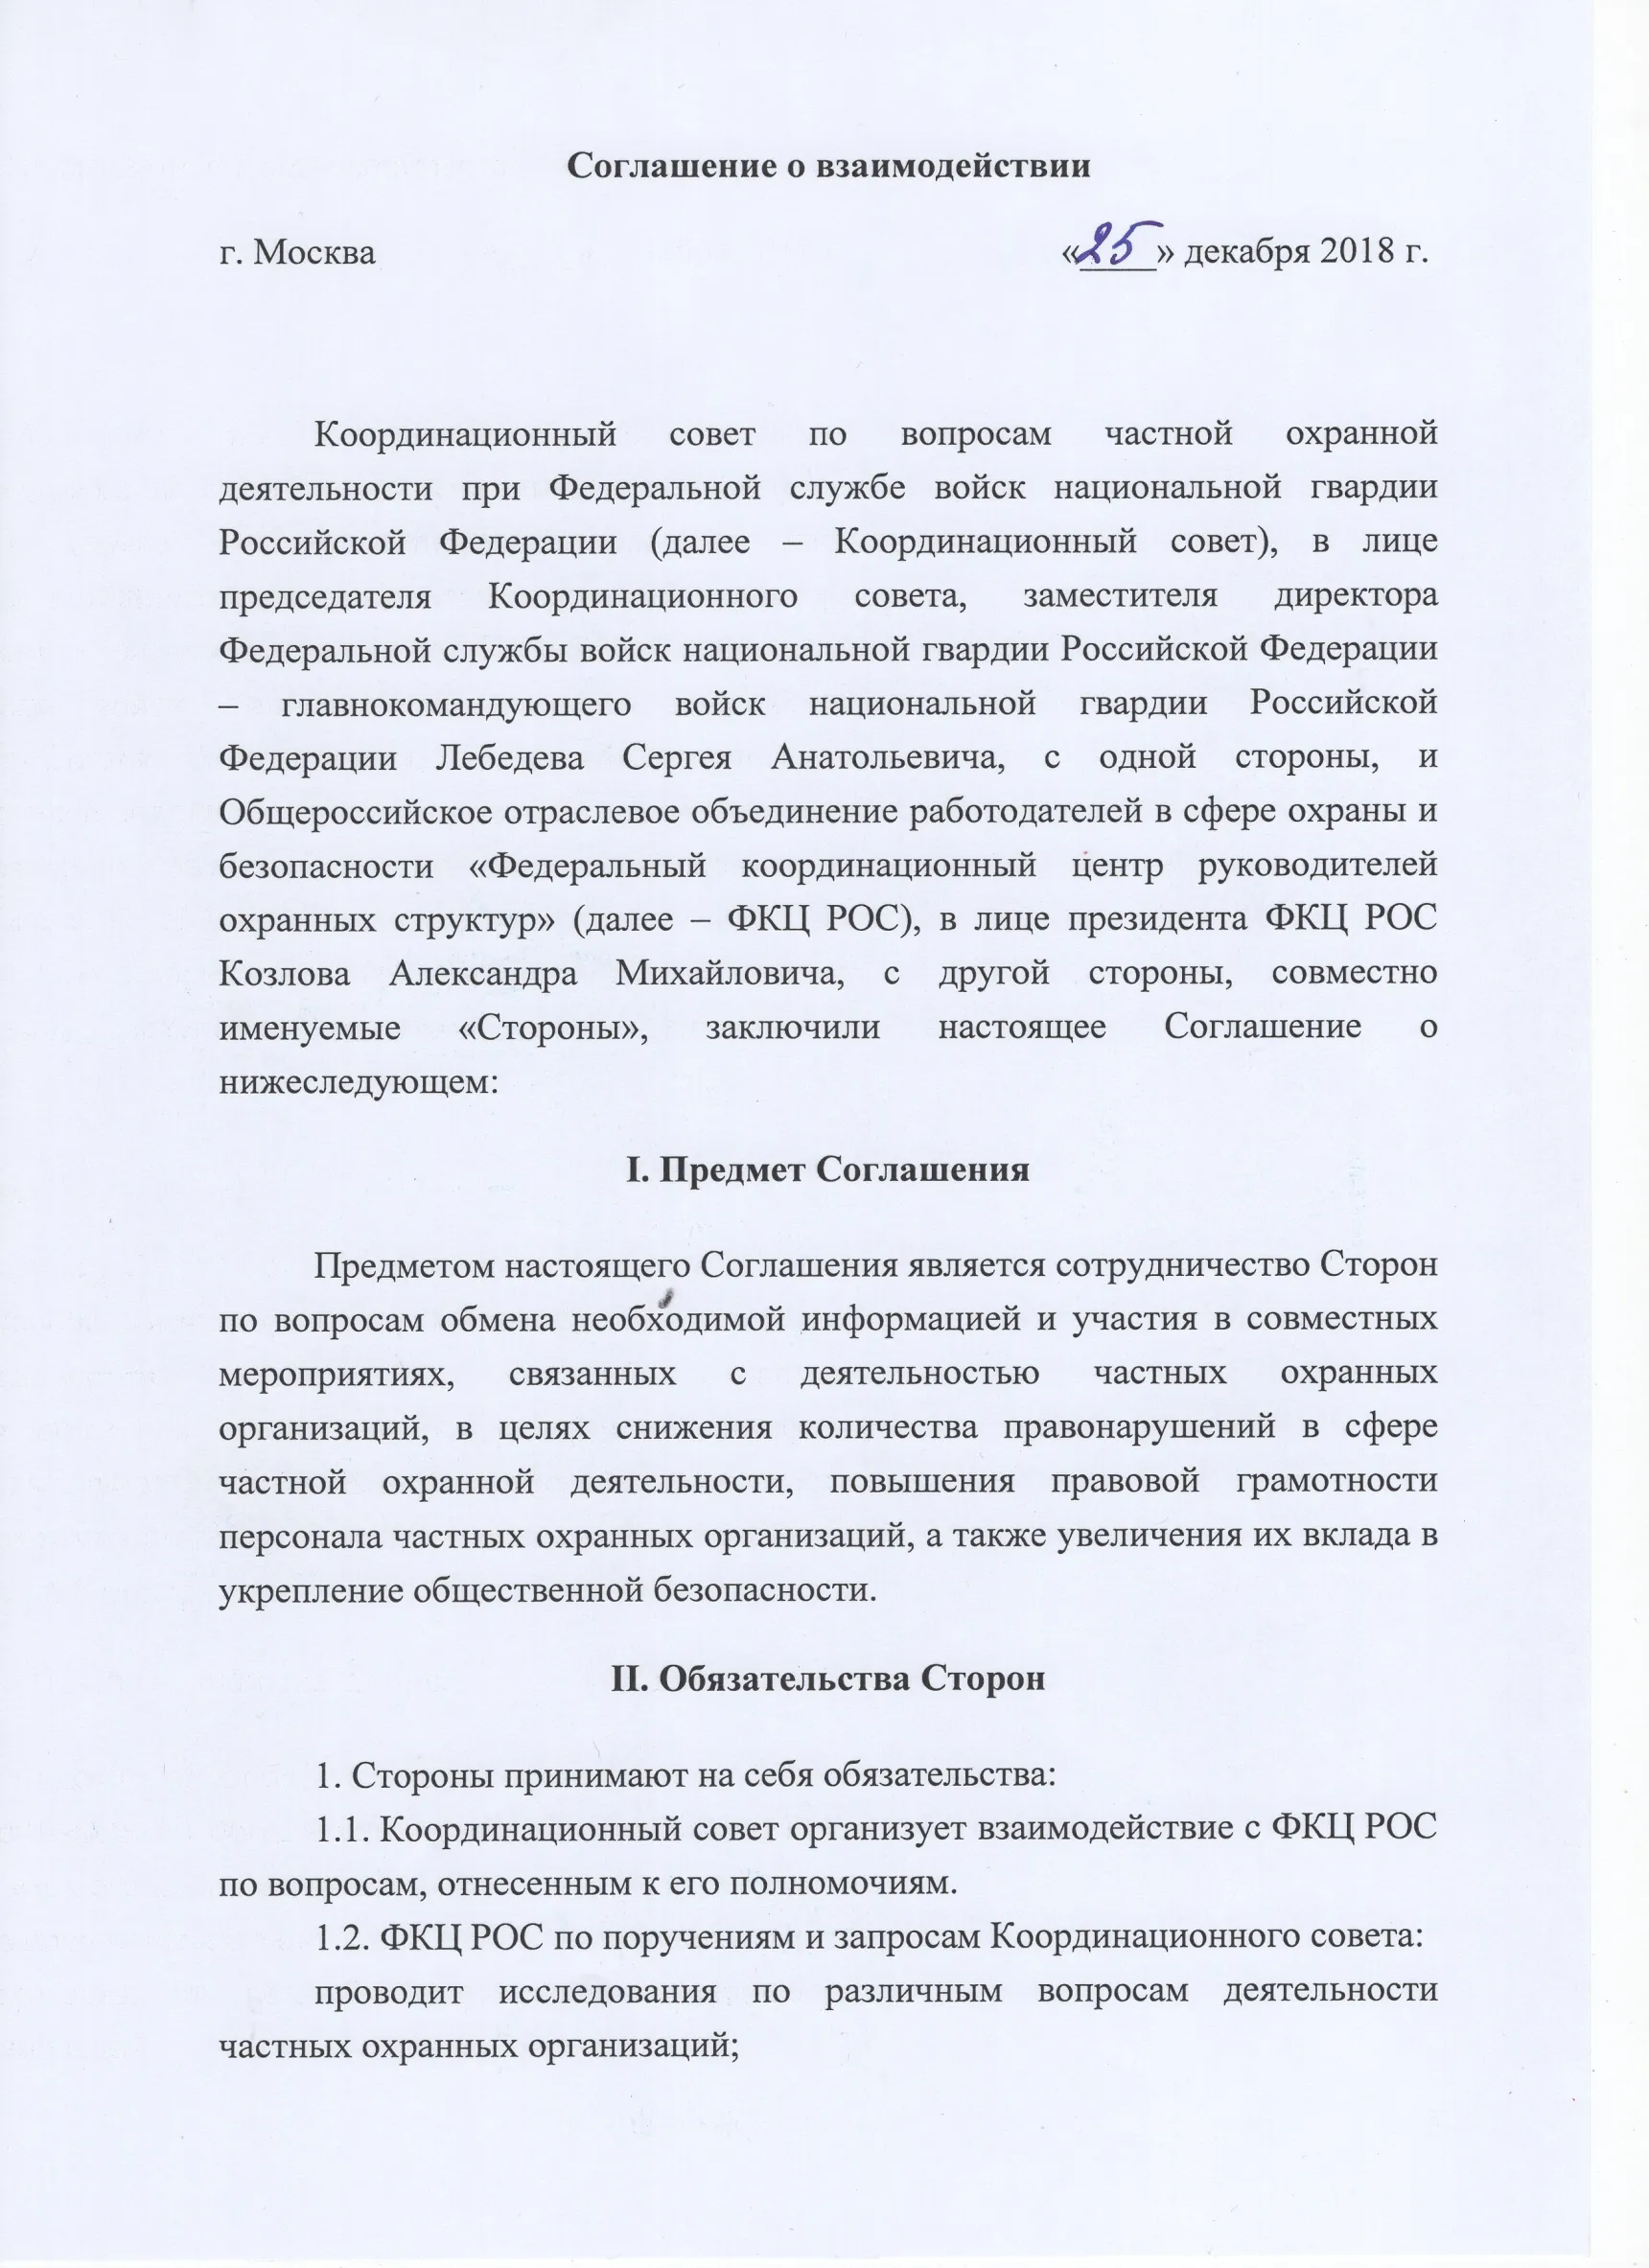 Соглашение о взаимодействии
г. Москва «25» декабря 2018 г.
Координационный совет по вопросам частной охранной
деятельности при Федеральной службе войск национальной гвардии
Российской Федерации (далее – Координационный совет), в лице
председателя Координационного совета, заместителя директора
Федеральной службы войск национальной гвардии Российской Федерации
– главнокомандующего войск национальной гвардии Российской
Федерации Лебедева Сергея Анатольевича, с одной стороны, и
Общероссийское отраслевое объединение работодателей в сфере охраны и
безопасности «Федеральный координационный центр руководителей
охранных структур» (далее – ФКЦ РОС), в лице президента ФКЦ РОС
Козлова Александра Михайловича, с другой стороны, совместно
именуемые «Стороны», заключили настоящее Соглашение о
нижеследующем:
I. Предмет Соглашения
Предметом настоящего Соглашения является сотрудничество Сторон
по вопросам обмена необходимой информацией и участия в совместных
мероприятиях, связанных с деятельностью частных охранных
организаций, в целях снижения количества правонарушений в сфере
частной охранной деятельности, повышения правовой грамотности
персонала частных охранных организаций, а также увеличения их вклада в
укрепление общественной безопасности.
II. Обязательства Сторон
1. Стороны принимают на себя обязательства:
1.1. Координационный совет организует взаимодействие с ФКЦ РОС
по вопросам, отнесенным к его полномочиям.
1.2. ФКЦ РОС по поручениям и запросам Координационного совета:
проводит исследования по различным вопросам деятельности
частных охранных организаций;